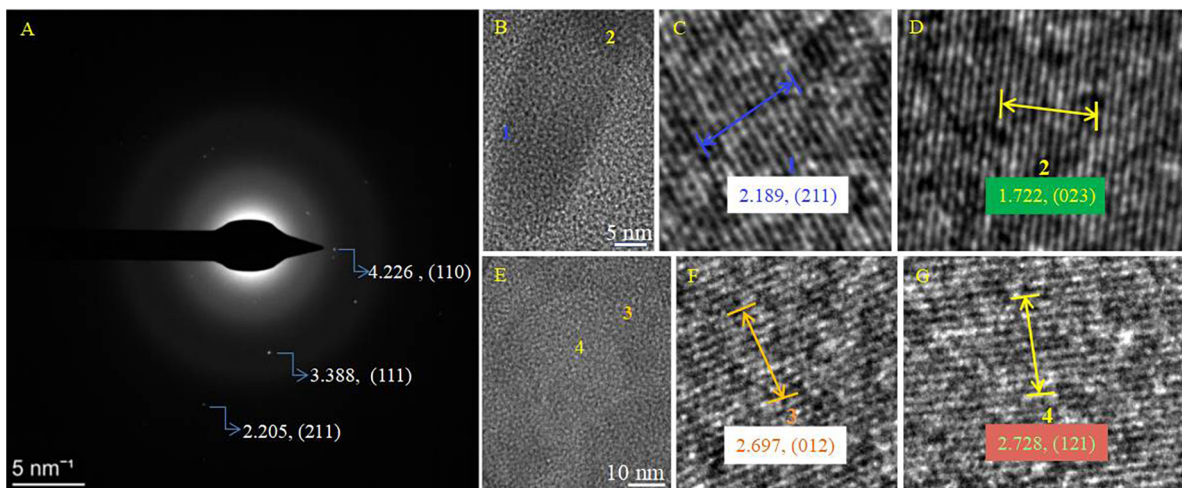 A
4.226 , (110)
3.388, (111)
2.205, (211)
5 nm⁻¹
B
2
1
5 nm
C
1
2.189, (211)
D
2
1.722, (023)
E
3
4
10 nm
F
3
2.697, (012)
G
4
2.728, (121)